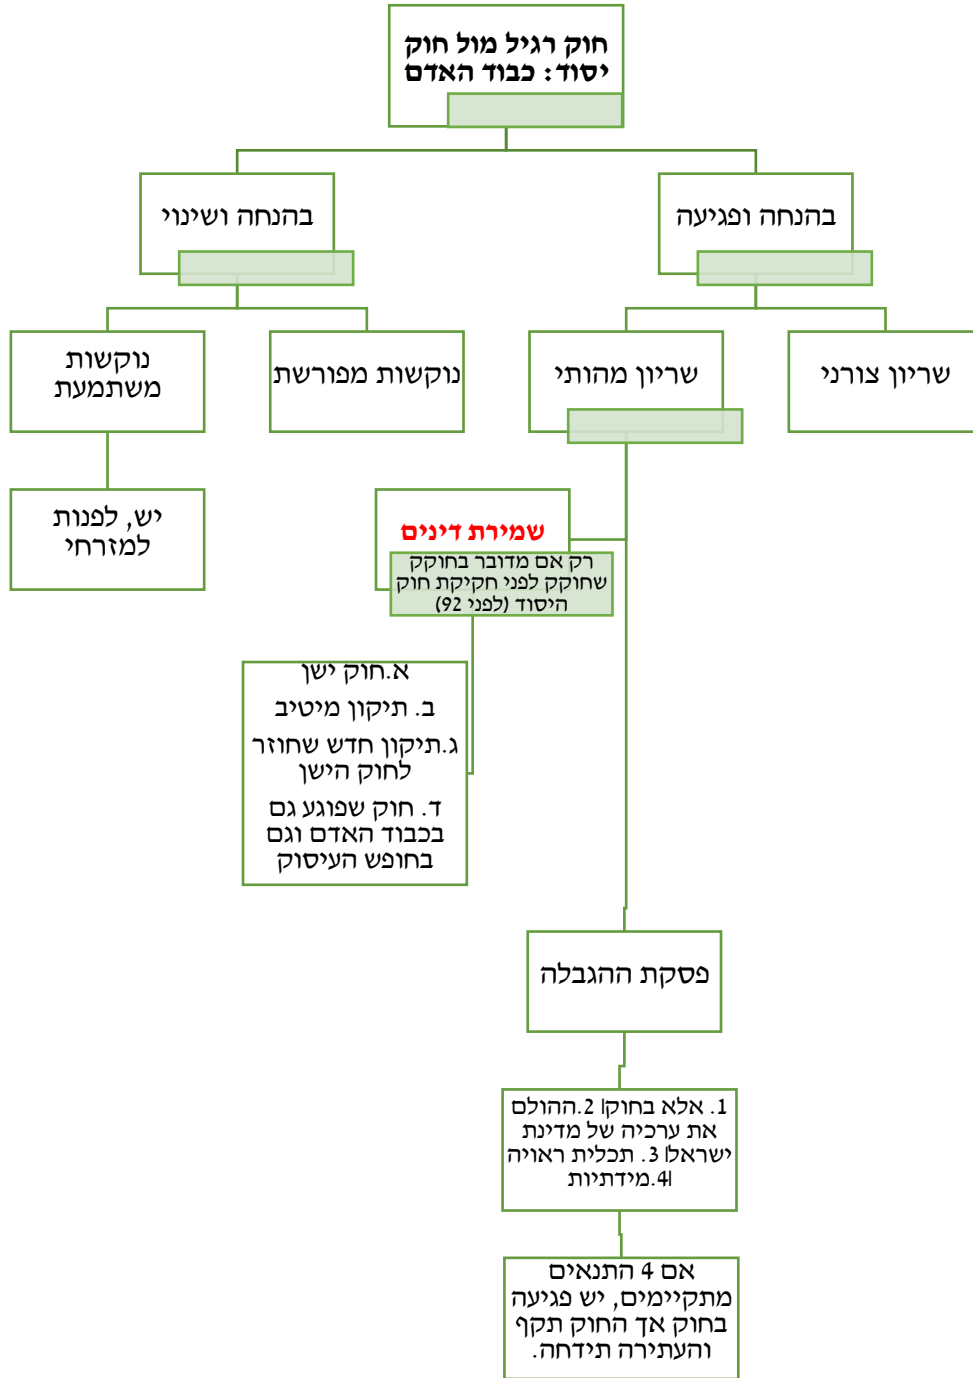 חוק רגיל מול חוק
יסוד: כבוד האדם
בהנחה ופגיעה
בהנחה ושינוי
שריון צורני
שריון מהותי
נוקשות מפורשת
נוקשות
משתמעת
יש, לפנות
למזרחי
שמירת דינים
רק אם מדובר בחוקק
שחוקק לפני חקיקת חוק
היסוד (לפני 92)
א.חוק ישן
ב. תיקון מיטיב
ג.תיקון חדש שחוזר
לחוק הישן
ד. חוק שפוגע גם
בכבוד האדם וגם
בחופש העיסוק
פסקת ההגבלה
1. אלא בחוק| 2.ההולם
את ערכיה של מדינת
ישראל| 3. תכלית ראויה
|4.מידתיות
אם 4 התנאים
מתקיימים, יש פגיעה
בחוק אך החוק תקף
והעתירה תידחה.